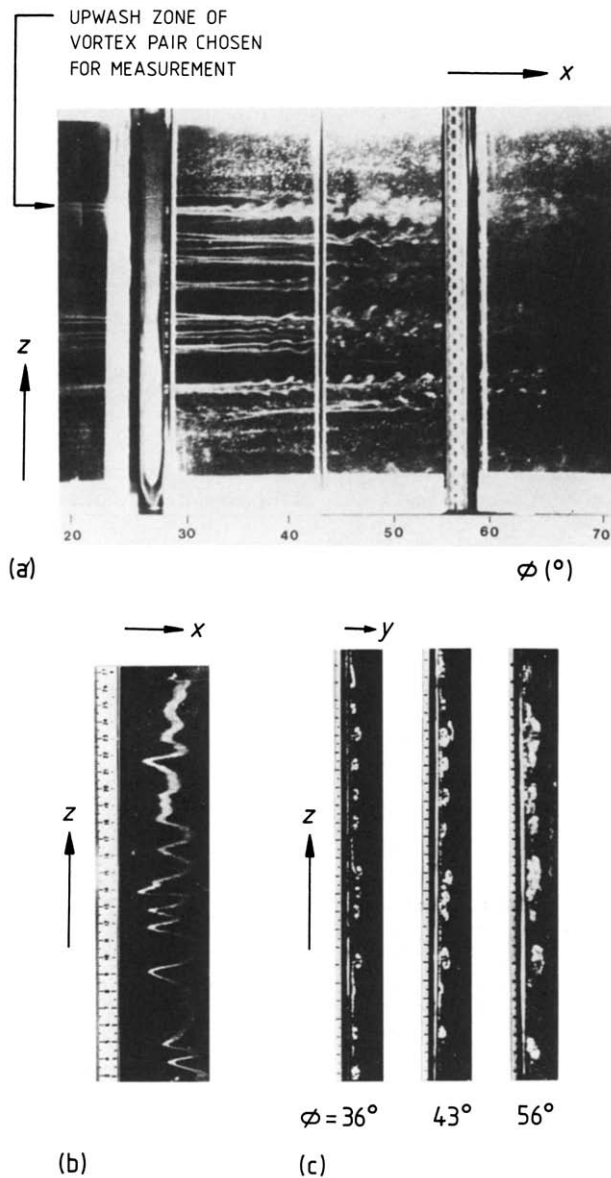 UPWASH ZONE OF
VORTEX PAIR CHOSEN
FOR MEASUREMENT
x
z
20 30 40 50 60 70
(a)
ϕ (°)
x
y
z
z
ϕ = 36° 43° 56°
(b)
(c)